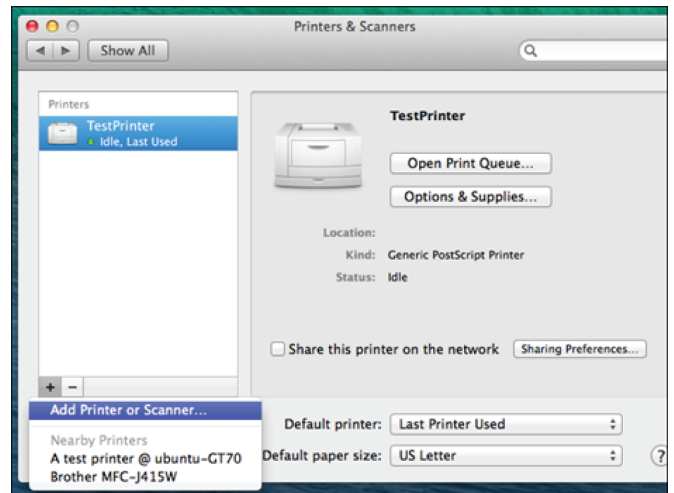 Printers & Scanners
Show All
Printers
TestPrinter
Idle, Last Used
TestPrinter
Open Print Queue...
Options & Supplies...
Location:
Kind: Generic PostScript Printer
Status: Idle
Share this printer on the network Sharing Preferences...
+ −
Add Printer or Scanner...
Nearby Printers
A test printer @ ubuntu-GT70
Brother MFC-J415W
Default printer: Last Printer Used
Default paper size: US Letter ?